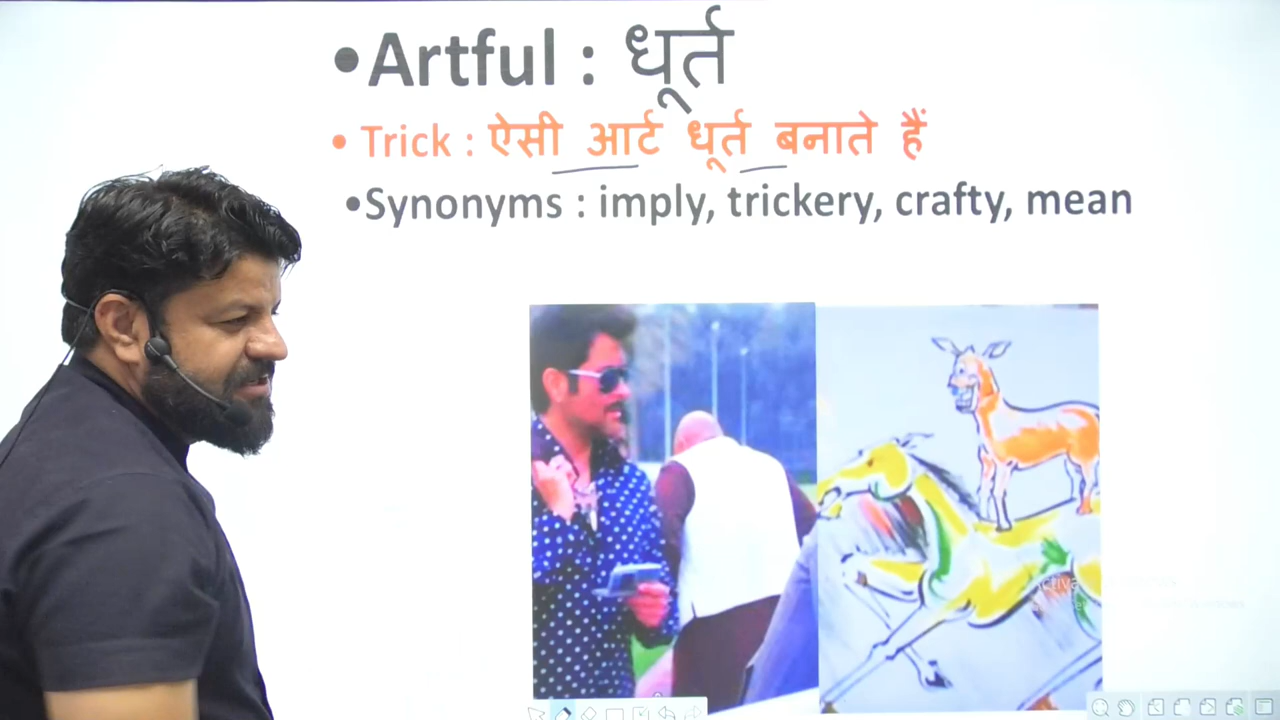 •Artful : धूर्त
• Trick : ऐसी आर्ट धूर्त बनाते हैं
•Synonyms : imply, trickery, crafty, mean